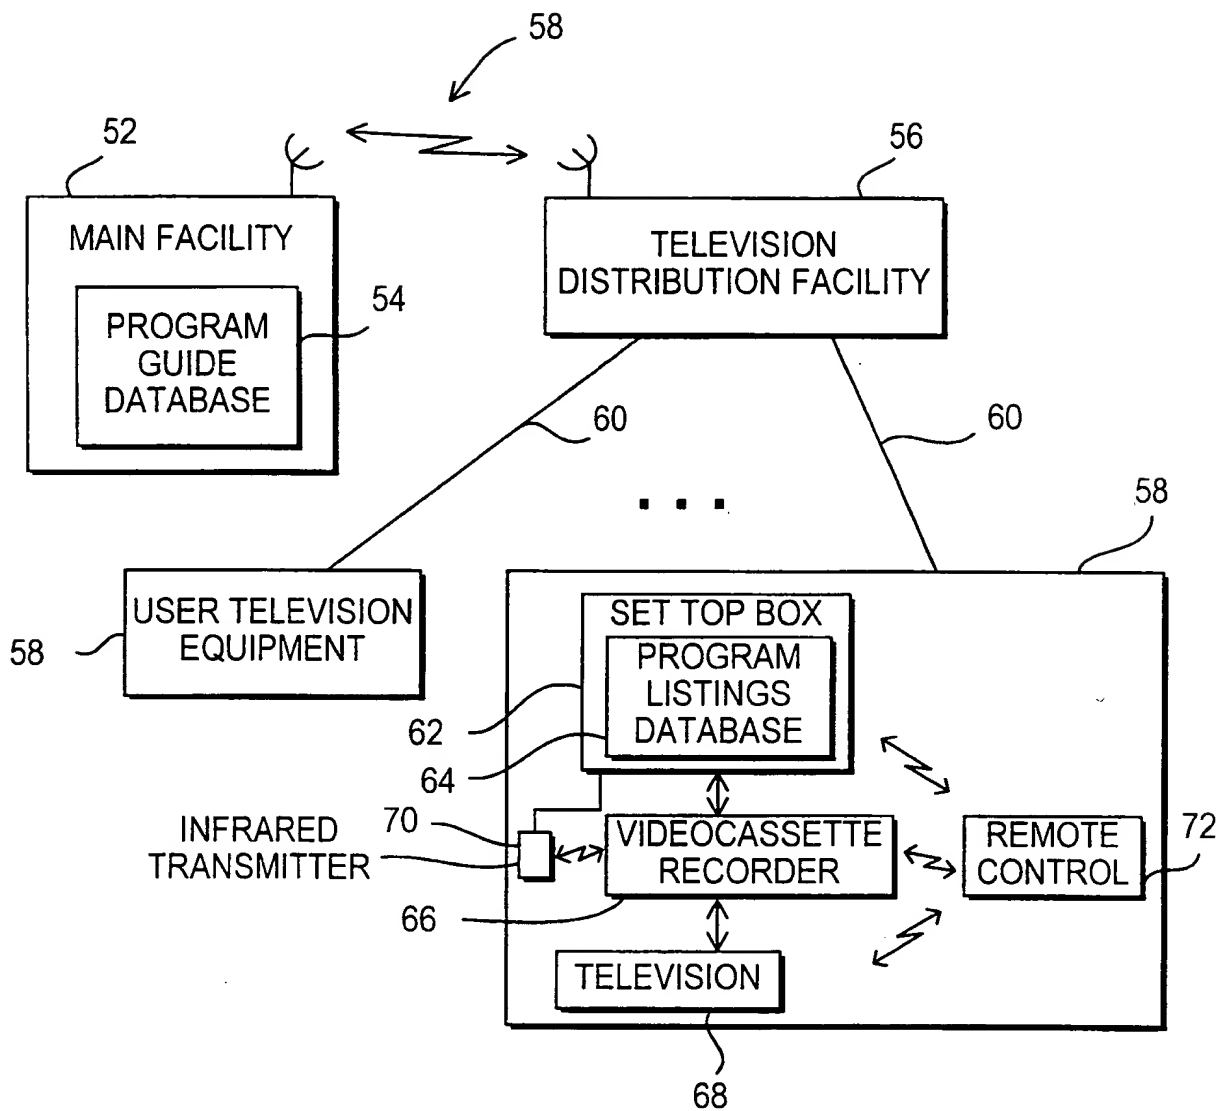 58
52
56
MAIN FACILITY
TELEVISION
DISTRIBUTION FACILITY
54
PROGRAM
GUIDE
DATABASE
60
60
58
USER TELEVISION
EQUIPMENT
58
SET TOP BOX
PROGRAM
LISTINGS
DATABASE
62
64
70
INFRARED
TRANSMITTER
VIDEOCASSETTE
RECORDER
REMOTE
CONTROL
72
66
TELEVISION
68